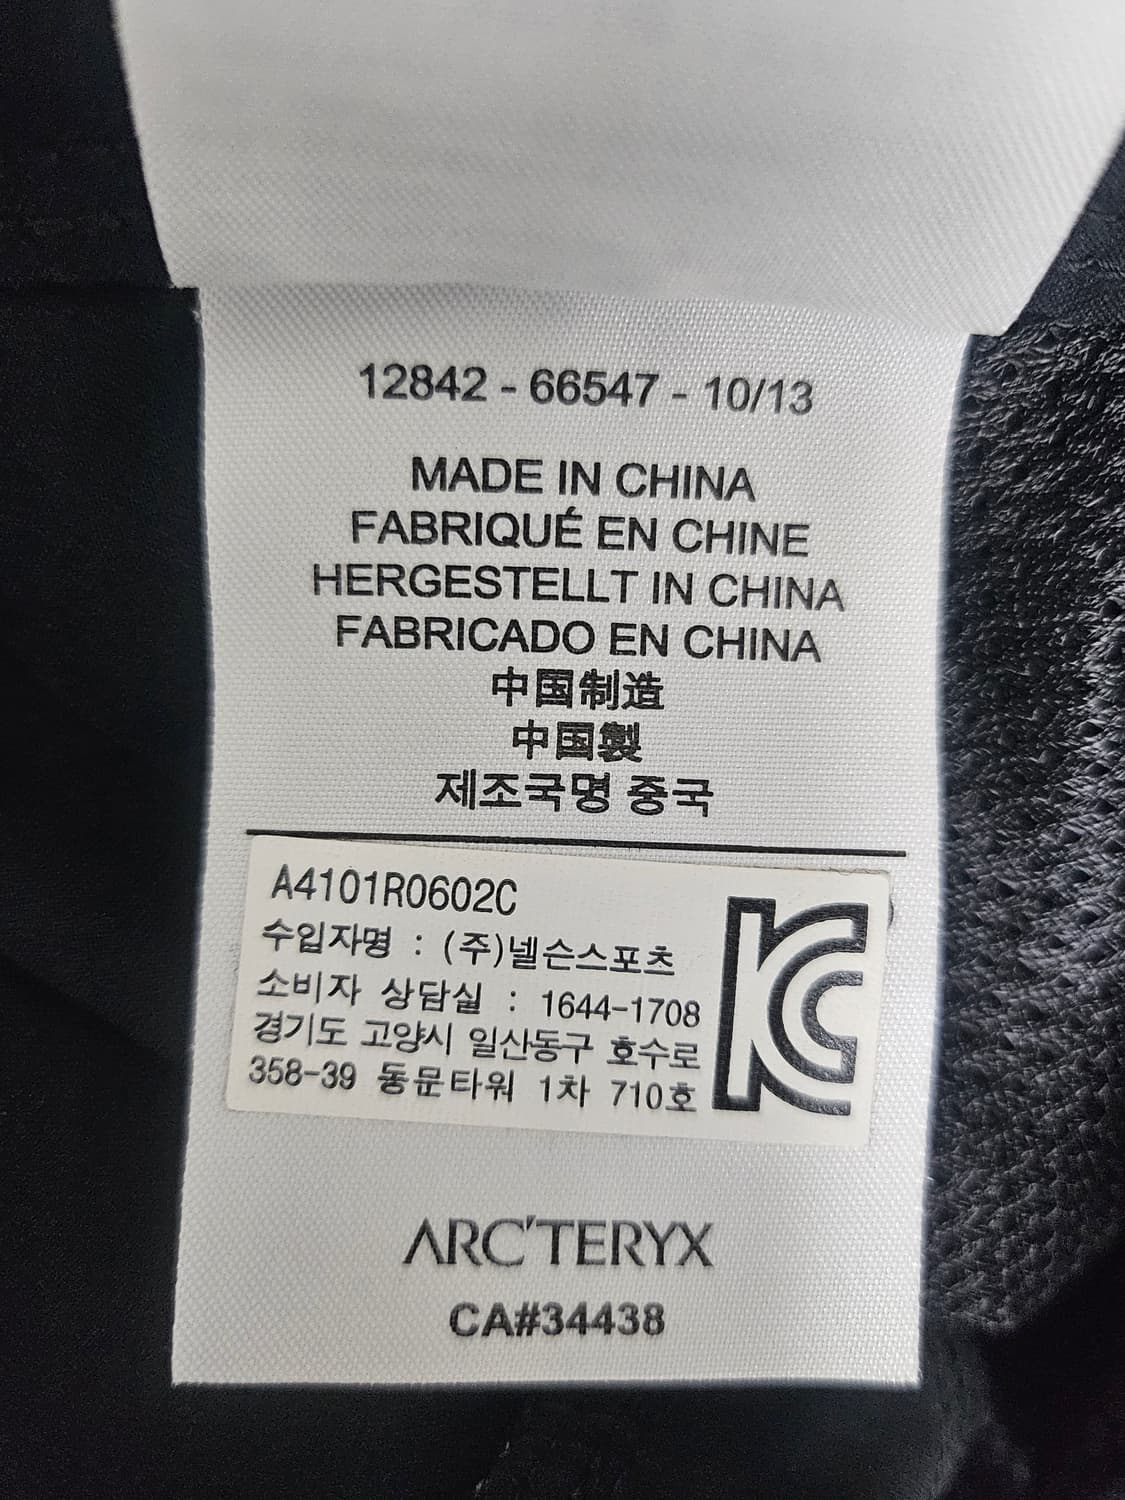 12842 - 66547 - 10/13
MADE IN CHINA
FABRIQUÉ EN CHINE
HERGESTELLT IN CHINA
FABRICADO EN CHINA
中国制造
中国製
제조국명 중국
A4101R0602C
수입자명 : (주)넬슨스포츠
소비자 상담실 : 1644-1708
경기도 고양시 일산동구 호수로
358-39 동문타워 1차 710호
KC
ARC'TERYX
CA#34438